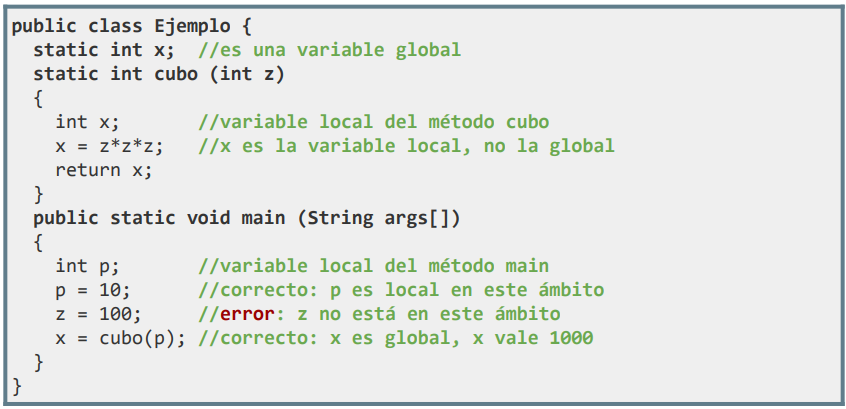 public class Ejemplo {
static int x; //es una variable global
static int cubo (int z)
{
int x; //variable local del método cubo
x = z*z*z; //x es la variable local, no la global
return x;
}
public static void main (String args[])
{
int p; //variable local del método main
p = 10; //correcto: p es local en este ámbito
z = 100; //error: z no está en este ámbito
x = cubo(p); //correcto: x es global, x vale 1000
}
}